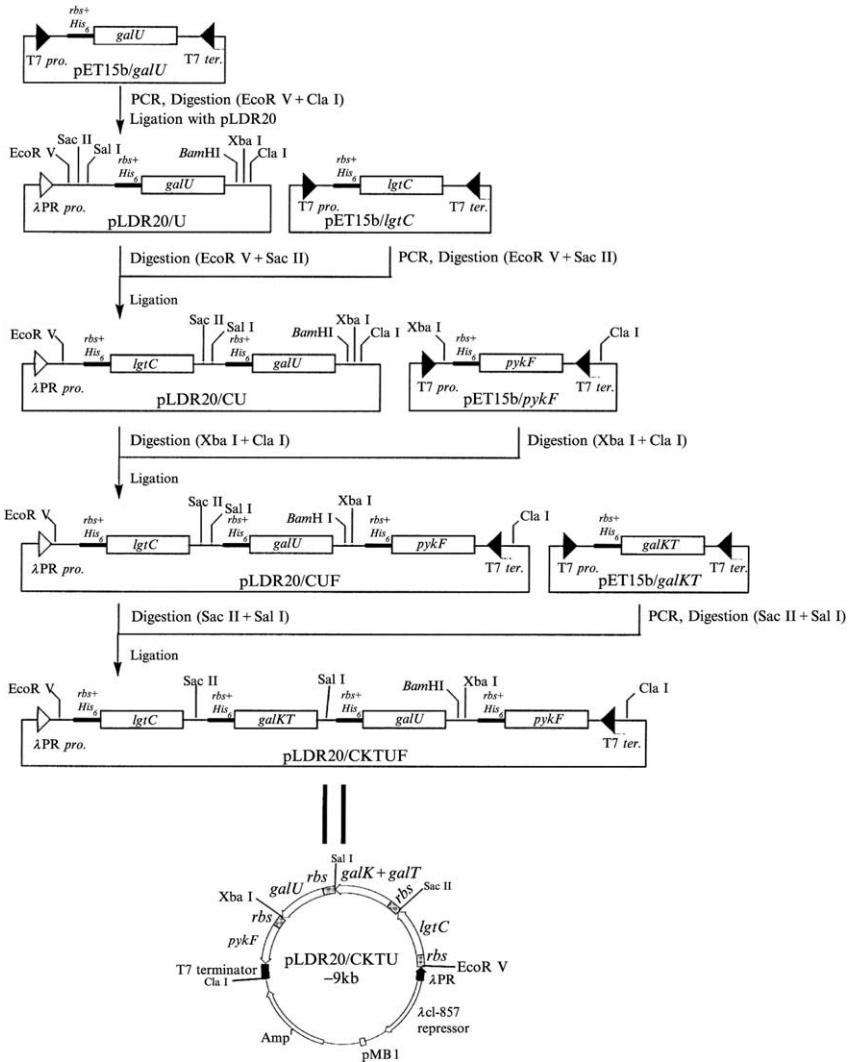 rbs+
His6
galU
T7 pro.
T7 ter.
pET15b/galU
PCR, Digestion (EcoR V + Cla I)
Ligation with pLDR20
EcoR V
Sac II
Sal I
rbs+
His6
galU
BamHI
Xba I
Cla I
λPR pro.
pLDR20/U
rbs+
His6
lgtC
T7 pro.
T7 ter.
pET15b/lgtC
Digestion (EcoR V + Sac II)
PCR, Digestion (EcoR V + Sac II)
Ligation
EcoR V
rbs+
His6
lgtC
Sac II
Sal I
rbs+
His6
galU
BamHI
Xba I
Cla I
λPR pro.
pLDR20/CU
Xba I
rbs+
His6
pykF
Cla I
T7 pro.
T7 ter.
pET15b/pykF
Digestion (Xba I + Cla I)
Digestion (Xba I + Cla I)
Ligation
EcoR V
rbs+
His6
lgtC
Sac II
Sal I
rbs+
His6
galU
BamH I
Xba I
rbs+
His6
pykF
Cla I
λPR pro.
T7 ter.
pLDR20/CUF
rbs+
His6
galKT
T7 pro.
T7 ter.
pET15b/galKT
Digestion (Sac II + Sal I)
PCR, Digestion (Sac II + Sal I)
Ligation
EcoR V
rbs+
His6
lgtC
Sac II
rbs+
His6
galKT
Sal I
rbs+
His6
galU
BamHI
Xba I
rbs+
His6
pykF
Cla I
λPR pro.
T7 ter.
pLDR20/CKTUF
Sal I
galU
rbs
galK + galT
Xba I
rbs
rbs
Sac II
pykF
lgtC
pLDR20/CKTU
–9kb
rbs
EcoR V
T7 terminator
Cla I
λPR
λcl-857
repressor
Ampr
pMB1